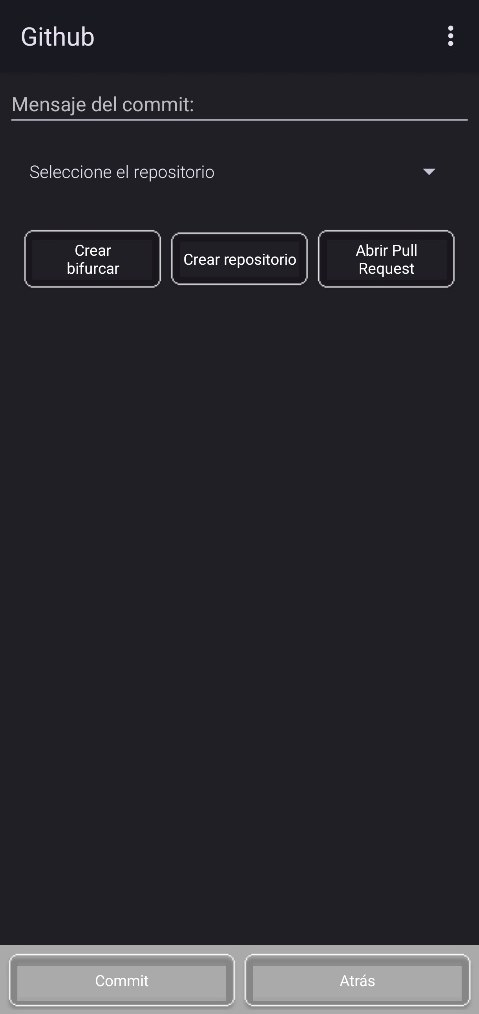 Github
Mensaje del commit:
Seleccione el repositorio
Crear
bifurcar
Crear repositorio
Abrir Pull
Request
Commit
Atrás